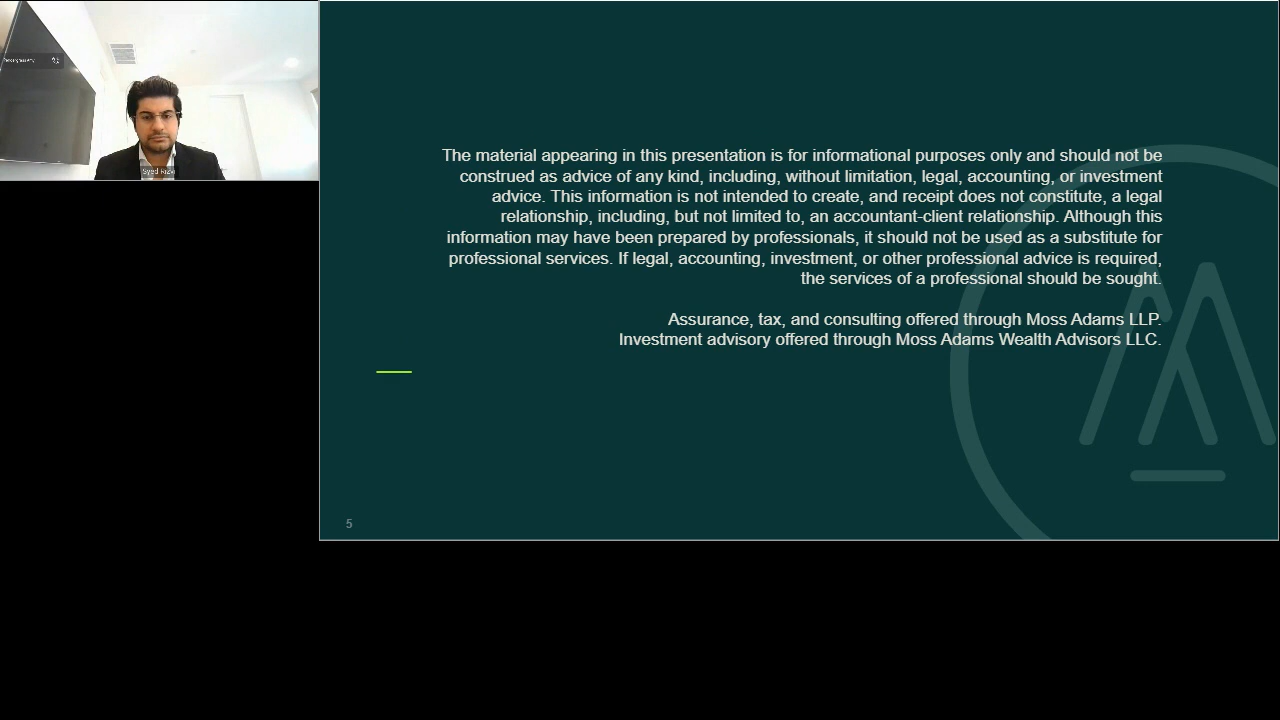 Syed Rizvi
The material appearing in this presentation is for informational purposes only and should not be
construed as advice of any kind, including, without limitation, legal, accounting, or investment
advice. This information is not intended to create, and receipt does not constitute, a legal
relationship, including, but not limited to, an accountant-client relationship. Although this
information may have been prepared by professionals, it should not be used as a substitute for
professional services. If legal, accounting, investment, or other professional advice is required,
the services of a professional should be sought.
Assurance, tax, and consulting offered through Moss Adams LLP.
Investment advisory offered through Moss Adams Wealth Advisors LLC.
5